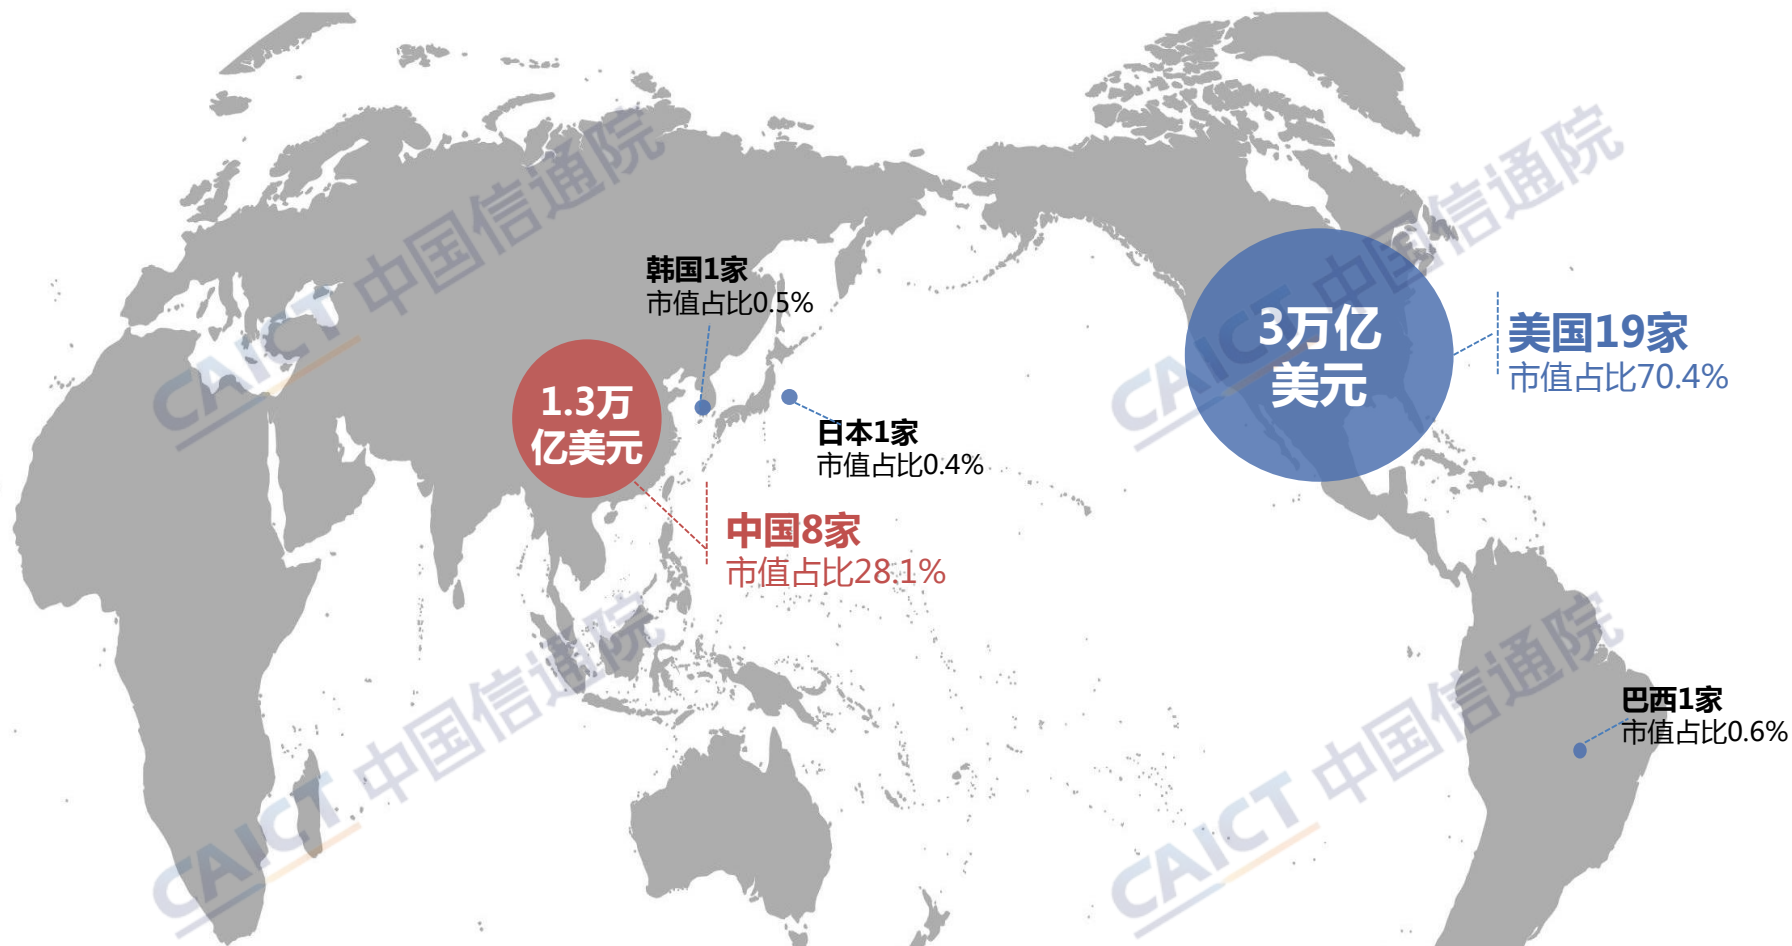 韩国1家
市值占比0.5%
1.3万
亿美元
日本1家
市值占比0.4%
中国8家
市值占比28.1%
3万亿
美元
美国19家
市值占比70.4%
巴西1家
市值占比0.6%
CAICT 中国信通院
CAICT 中国信通院
CAICT 中国信通院
CAICT 中国信通院